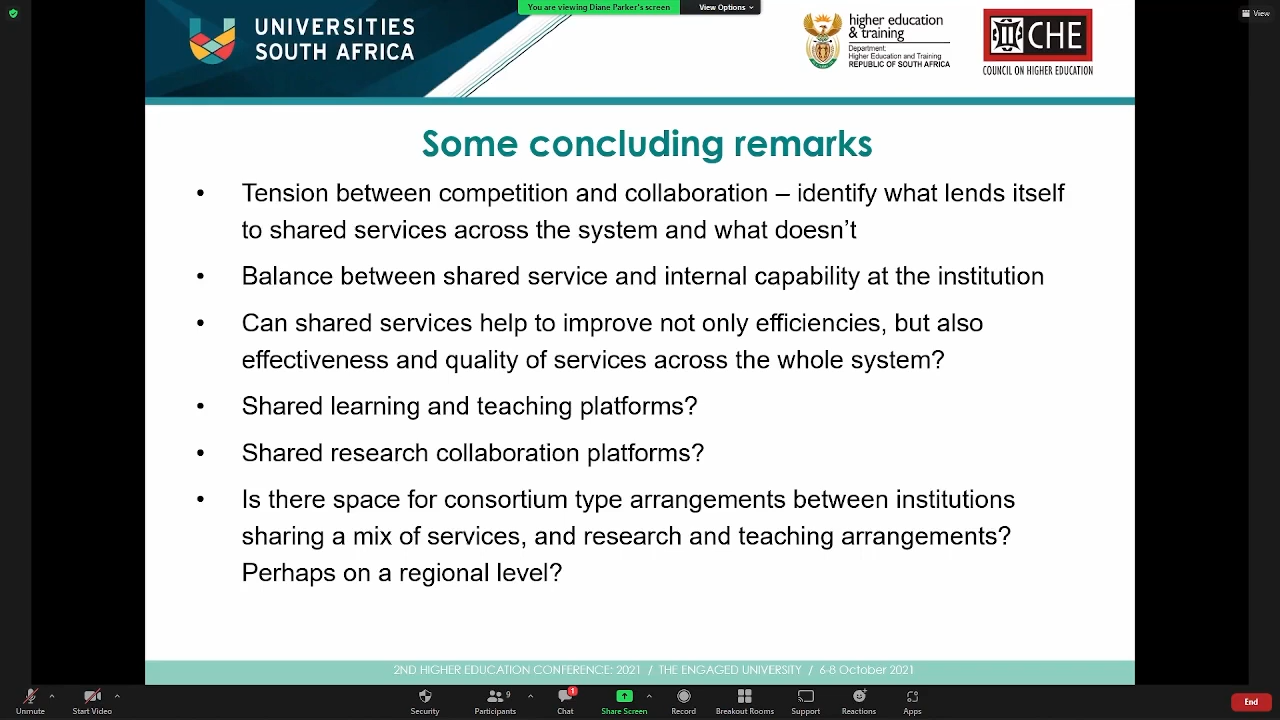 You are viewing Diane Parker's screen
View Options
View
UNIVERSITIES
SOUTH AFRICA
higher education
& training
Department:
Higher Education and Training
REPUBLIC OF SOUTH AFRICA
CHE
COUNCIL ON HIGHER EDUCATION
Some concluding remarks
• Tension between competition and collaboration – identify what lends itself
to shared services across the system and what doesn’t
• Balance between shared service and internal capability at the institution
• Can shared services help to improve not only efficiencies, but also
effectiveness and quality of services across the whole system?
• Shared learning and teaching platforms?
• Shared research collaboration platforms?
• Is there space for consortium type arrangements between institutions
sharing a mix of services, and research and teaching arrangements?
Perhaps on a regional level?
2ND HIGHER EDUCATION CONFERENCE: 2021 / THE ENGAGED UNIVERSITY / 6-8 October 2021
Unmute
Start Video
Security
9
Participants
1
Chat
Share Screen
Record
Breakout Rooms
Support
Reactions
Apps
End